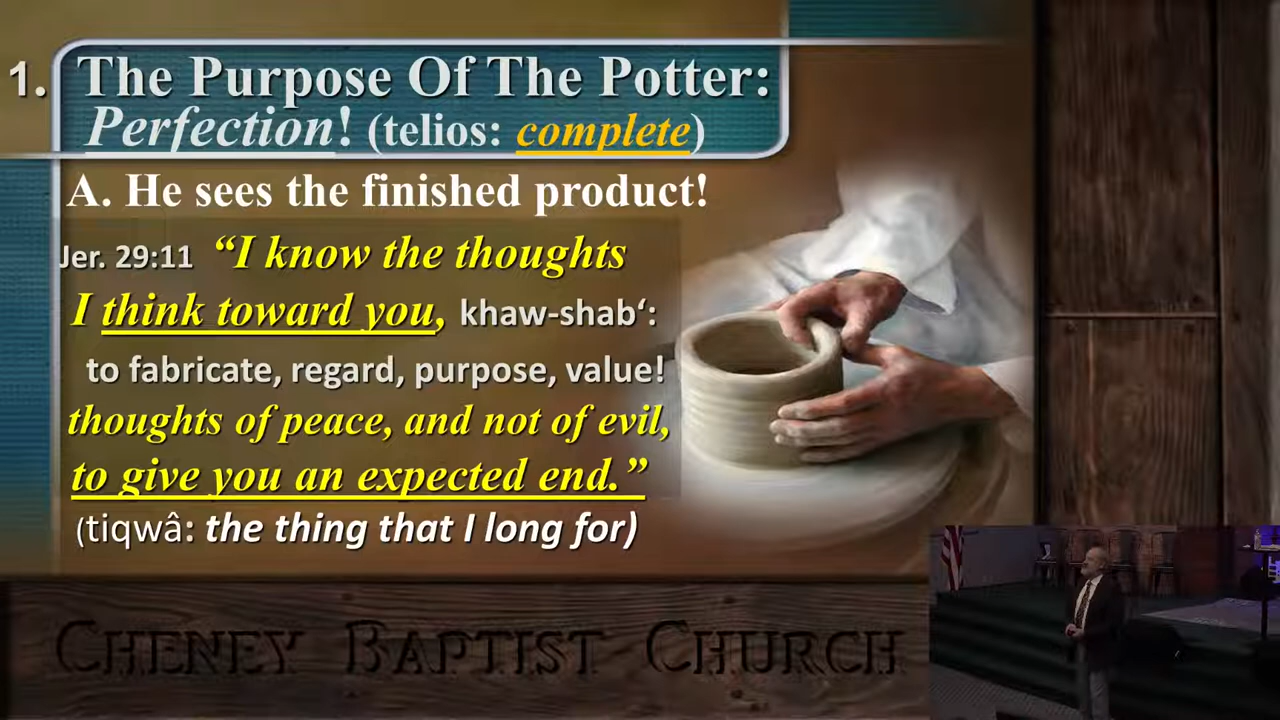 1. The Purpose Of The Potter:
Perfection! (telios: complete)
A. He sees the finished product!
Jer. 29:11 “I know the thoughts
I think toward you, khaw-shab‘:
to fabricate, regard, purpose, value!
thoughts of peace, and not of evil,
to give you an expected end.”
(tiqwâ: the thing that I long for)
Cheney Baptist Church